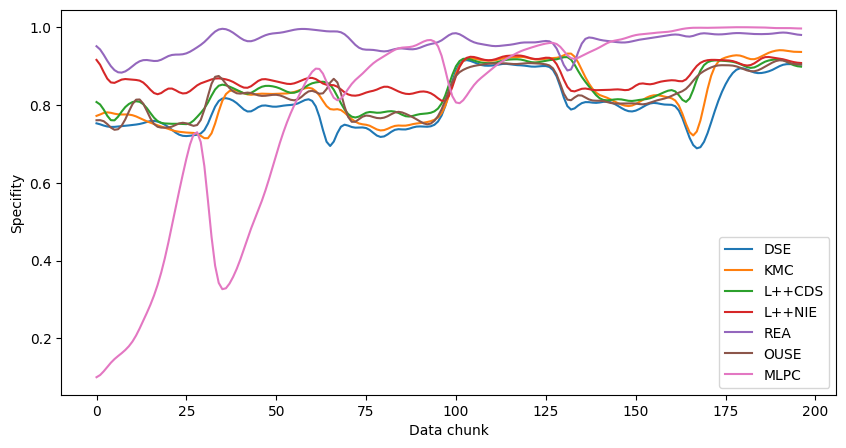 1.0
0.8
0.6
0.4
0.2
Specifity
0
25
50
75
100
125
150
175
200
Data chunk
DSE
KMC
L++CDS
L++NIE
REA
OUSE
MLPC